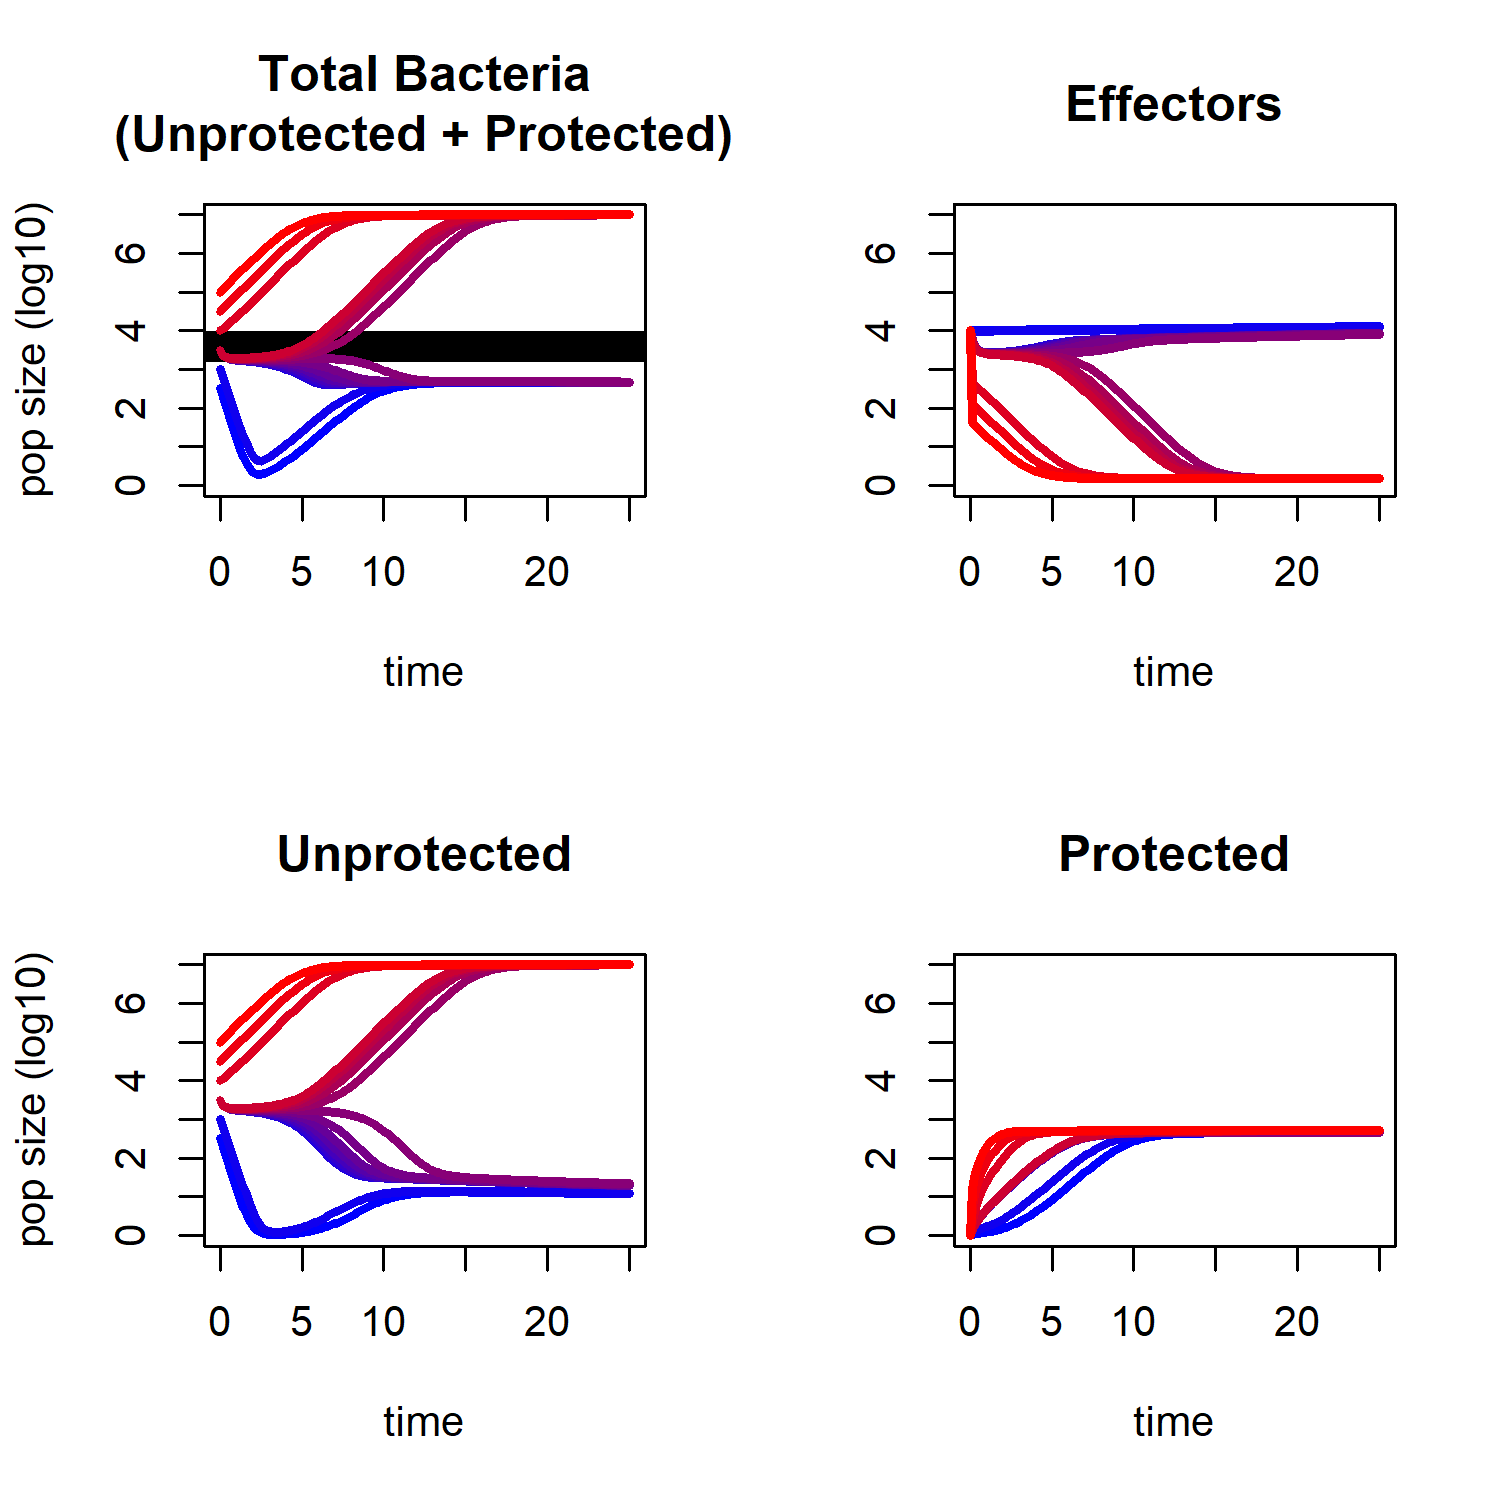 Total Bacteria
(Unprotected + Protected)
pop size (log10)
0 2 4 6
0 5 10 20
time
Effectors
0 2 4 6
0 5 10 20
time
Unprotected
pop size (log10)
0 2 4 6
0 5 10 20
time
Protected
0 2 4 6
0 5 10 20
time